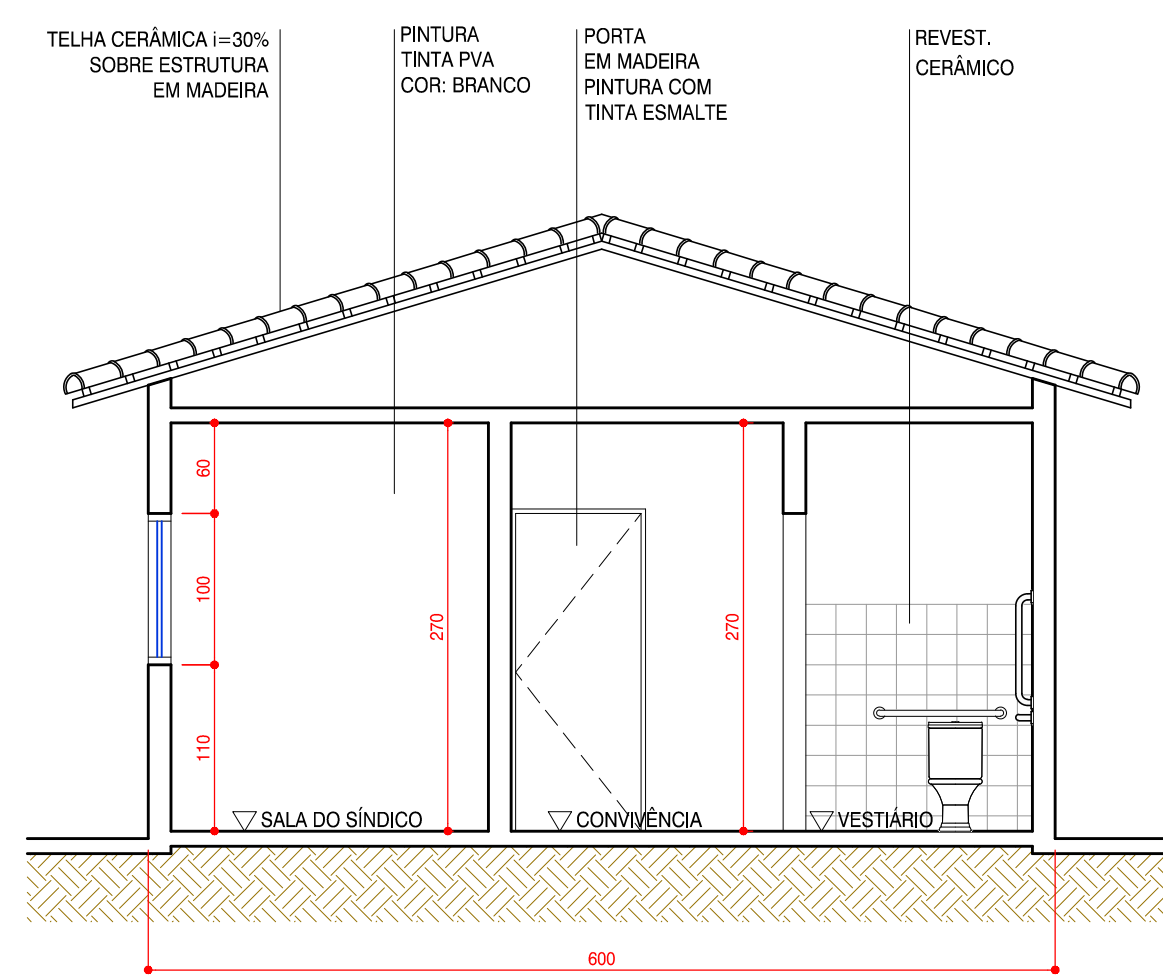 TELHA CERÂMICA i=30%
SOBRE ESTRUTURA
EM MADEIRA
PINTURA
TINTA PVA
COR: BRANCO
PORTA
EM MADEIRA
PINTURA COM
TINTA ESMALTE
REVEST.
CERÂMICO
60
100
110
270
270
SALA DO SÍNDICO
CONVIVÊNCIA
VESTIÁRIO
600